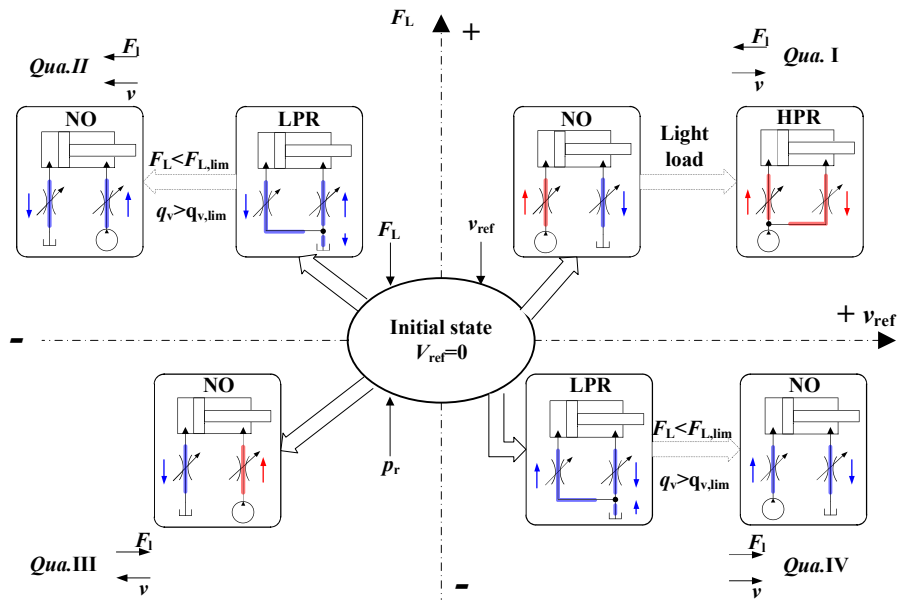 F_L +
F_l
Qua.II
v
F_l
Qua. I
v
NO
LPR
NO
HPR
F_L<F_L,lim
q_v>q_v,lim
Light
load
F_L
v_ref
Initial state
V_ref=0
-
+ v_ref
p_r
NO
LPR
NO
F_L<F_L,lim
q_v>q_v,lim
F_l
Qua.III
v
F_l
Qua.IV
v
-